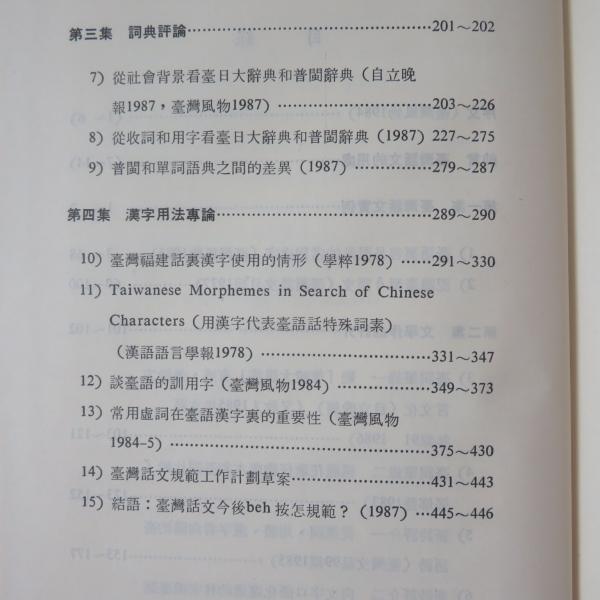 第三集　詞典評論……………………………………201～202
7) 從社會背景看臺日大辭典和普閩辭典（自立晚
報1987，臺灣風物1987）……………………203～226
8) 從收詞和用字看臺日大辭典和普閩辭典（1987）227～275
9) 普閩和單詞語典之間的差異（1987）……………279～287
第四集　漢字用法專論…………………………………289～290
10) 臺灣福建話裏漢字使用的情形（學粹1978）……291～330
11) Taiwanese Morphemes in Search of Chinese
Characters（用漢字代表臺語話特殊詞素）
（漢語語言學報1978）……………………………331～347
12) 談臺語的訓用字（臺灣風物1984）………………349～373
13) 常用虛詞在臺語漢字裏的重要性（臺灣風物
1984-5）…………………………………………375～430
14) 臺灣話文規範工作計劃草案………………………431～443
15) 結語：臺灣話文今後beh 按怎規範？（1987）…445～446